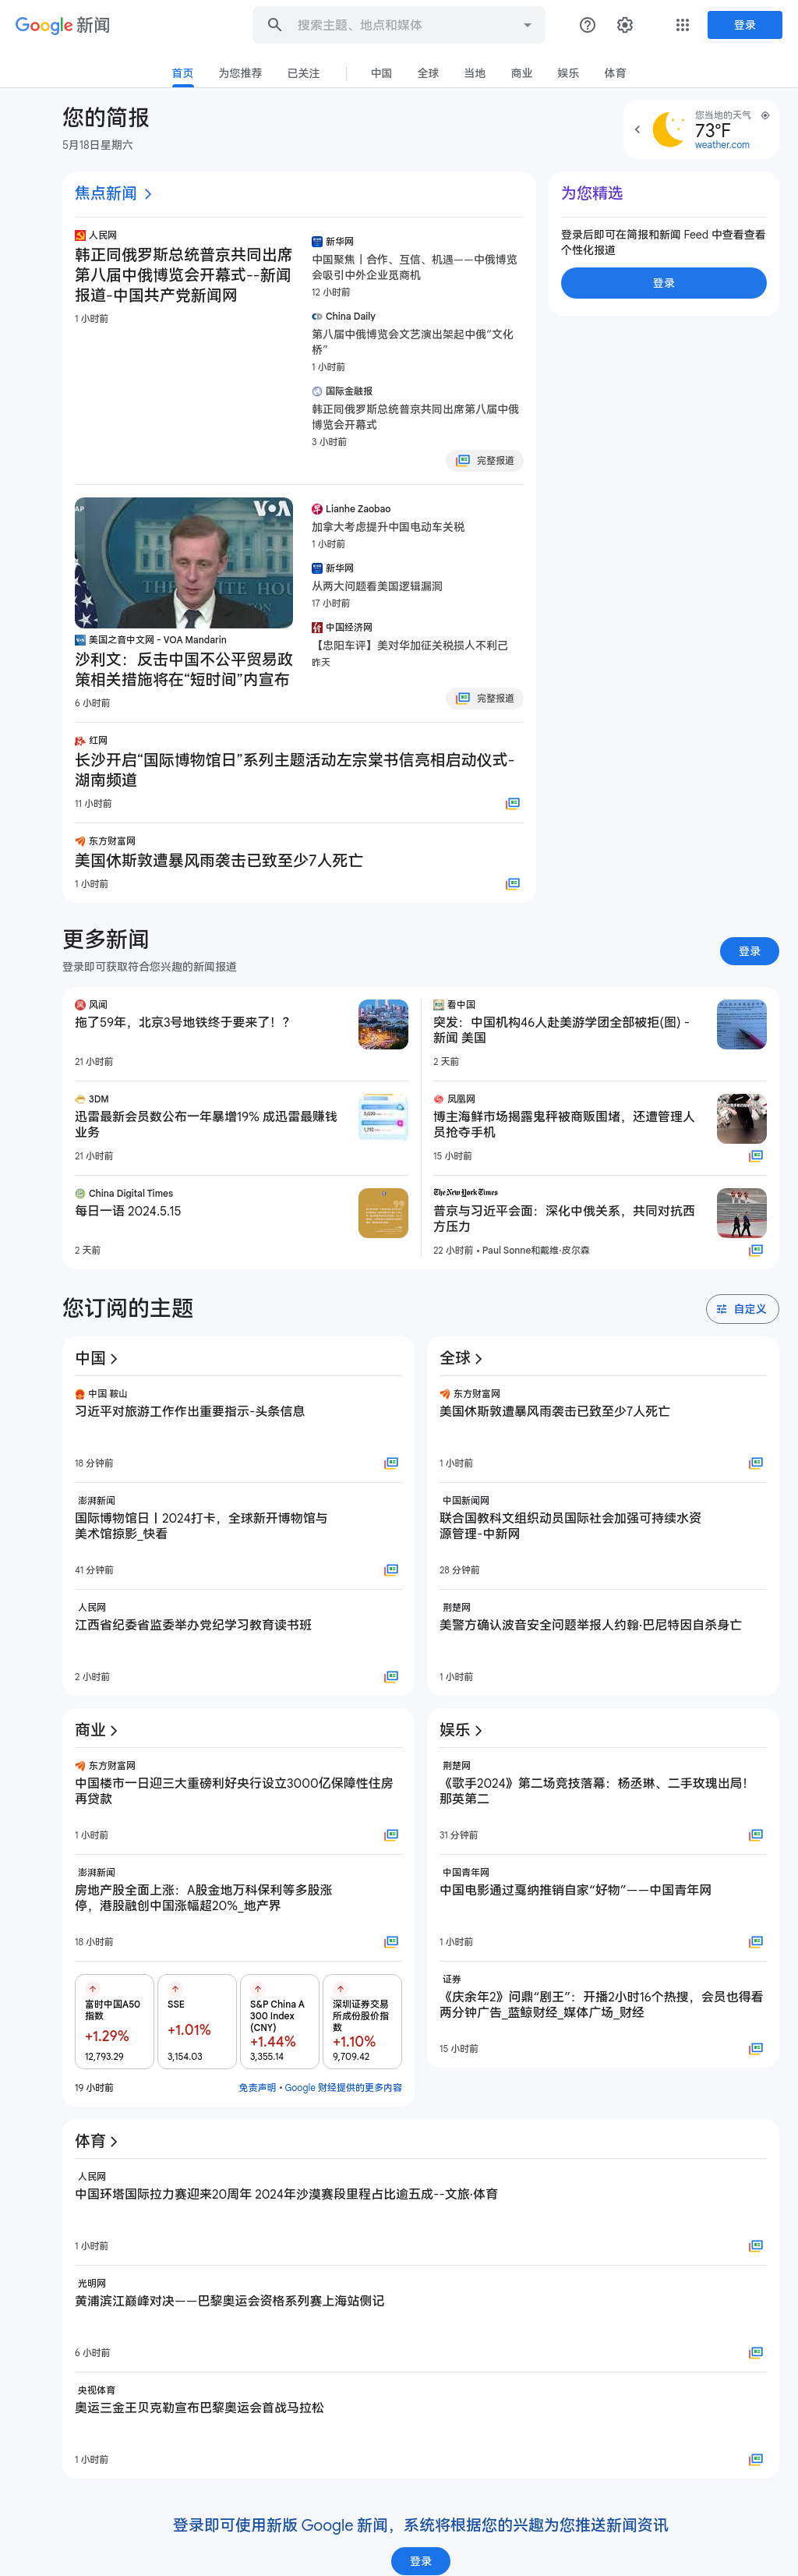 Google 新闻
搜索主题、地点和媒体
登录
首页
为您推荐
已关注
中国
全球
当地
商业
娱乐
体育
您的简报
5月18日星期六
您当地的天气
73°F
weather.com
焦点新闻
人民网
韩正同俄罗斯总统普京共同出席
第八届中俄博览会开幕式--新闻
报道-中国共产党新闻网
1 小时前
新华网
中国聚焦丨合作、互信、机遇——中俄博览
会吸引中外企业觅商机
12 小时前
China Daily
第八届中俄博览会文艺演出架起中俄“文化
桥”
1 小时前
国际金融报
韩正同俄罗斯总统普京共同出席第八届中俄
博览会开幕式
3 小时前
完整报道
为您精选
登录后即可在简报和新闻 Feed 中查看查看
个性化报道
登录
AP
VOA
美国之音中文网 - VOA Mandarin
沙利文：反击中国不公平贸易政
策相关措施将在“短时间”内宣布
6 小时前
Lianhe Zaobao
加拿大考虑提升中国电动车关税
1 小时前
新华网
从两大问题看美国逻辑漏洞
17 小时前
中国经济网
【忠阳车评】美对华加征关税损人不利己
昨天
完整报道
红网
长沙开启“国际博物馆日”系列主题活动左宗棠书信亮相启动仪式-
湖南频道
11 小时前
东方财富网
美国休斯敦遭暴风雨袭击已致至少7人死亡
1 小时前
更多新闻
登录即可获取符合您兴趣的新闻报道
登录
风闻
拖了59年，北京3号地铁终于要来了！？
21 小时前
看中国
突发：中国机构46人赴美游学团全部被拒(图) -
新闻 美国
2 天前
3DM
迅雷最新会员数公布一年暴增19% 成迅雷最赚钱
业务
21 小时前
凤凰网
博主海鲜市场揭露鬼秤被商贩围堵，还遭管理人
员抢夺手机
15 小时前
China Digital Times
每日一语 2024.5.15
2 天前
The New York Times
普京与习近平会面：深化中俄关系，共同对抗西
方压力
22 小时前 • Paul Sonne和戴维·皮尔森
您订阅的主题
自定义
中国
中国 鞍山
习近平对旅游工作作出重要指示-头条信息
18 分钟前
澎湃新闻
国际博物馆日丨2024打卡，全球新开博物馆与
美术馆掠影_快看
41 分钟前
人民网
江西省纪委省监委举办党纪学习教育读书班
2 小时前
全球
东方财富网
美国休斯敦遭暴风雨袭击已致至少7人死亡
1 小时前
中国新闻网
联合国教科文组织动员国际社会加强可持续水资
源管理-中新网
28 分钟前
荆楚网
美警方确认波音安全问题举报人约翰·巴尼特因自杀身亡
1 小时前
商业
东方财富网
中国楼市一日迎三大重磅利好央行设立3000亿保障性住房
再贷款
1 小时前
澎湃新闻
房地产股全面上涨：A股金地万科保利等多股涨
停，港股融创中国涨幅超20%_地产界
18 小时前
富时中国A50
指数
+1.29%
12,793.29
SSE
+1.01%
3,154.03
S&P China A
300 Index
(CNY)
+1.44%
3,355.14
深圳证券交易
所成份股价指
数
+1.10%
9,709.42
19 小时前
免责声明 • Google 财经提供的更多内容
娱乐
荆楚网
《歌手2024》第二场竞技落幕：杨丞琳、二手玫瑰出局！
那英第二
31 分钟前
中国青年网
中国电影通过戛纳推销自家“好物”——中国青年网
1 小时前
证券
《庆余年2》问鼎“剧王”：开播2小时16个热搜，会员也得看
两分钟广告_蓝鲸财经_媒体广场_财经
15 小时前
体育
人民网
中国环塔国际拉力赛迎来20周年 2024年沙漠赛段里程占比逾五成--文旅·体育
1 小时前
光明网
黄浦滨江巅峰对决——巴黎奥运会资格系列赛上海站侧记
6 小时前
央视体育
奥运三金王贝克勒宣布巴黎奥运会首战马拉松
1 小时前
登录即可使用新版 Google 新闻，系统将根据您的兴趣为您推送新闻资讯
登录